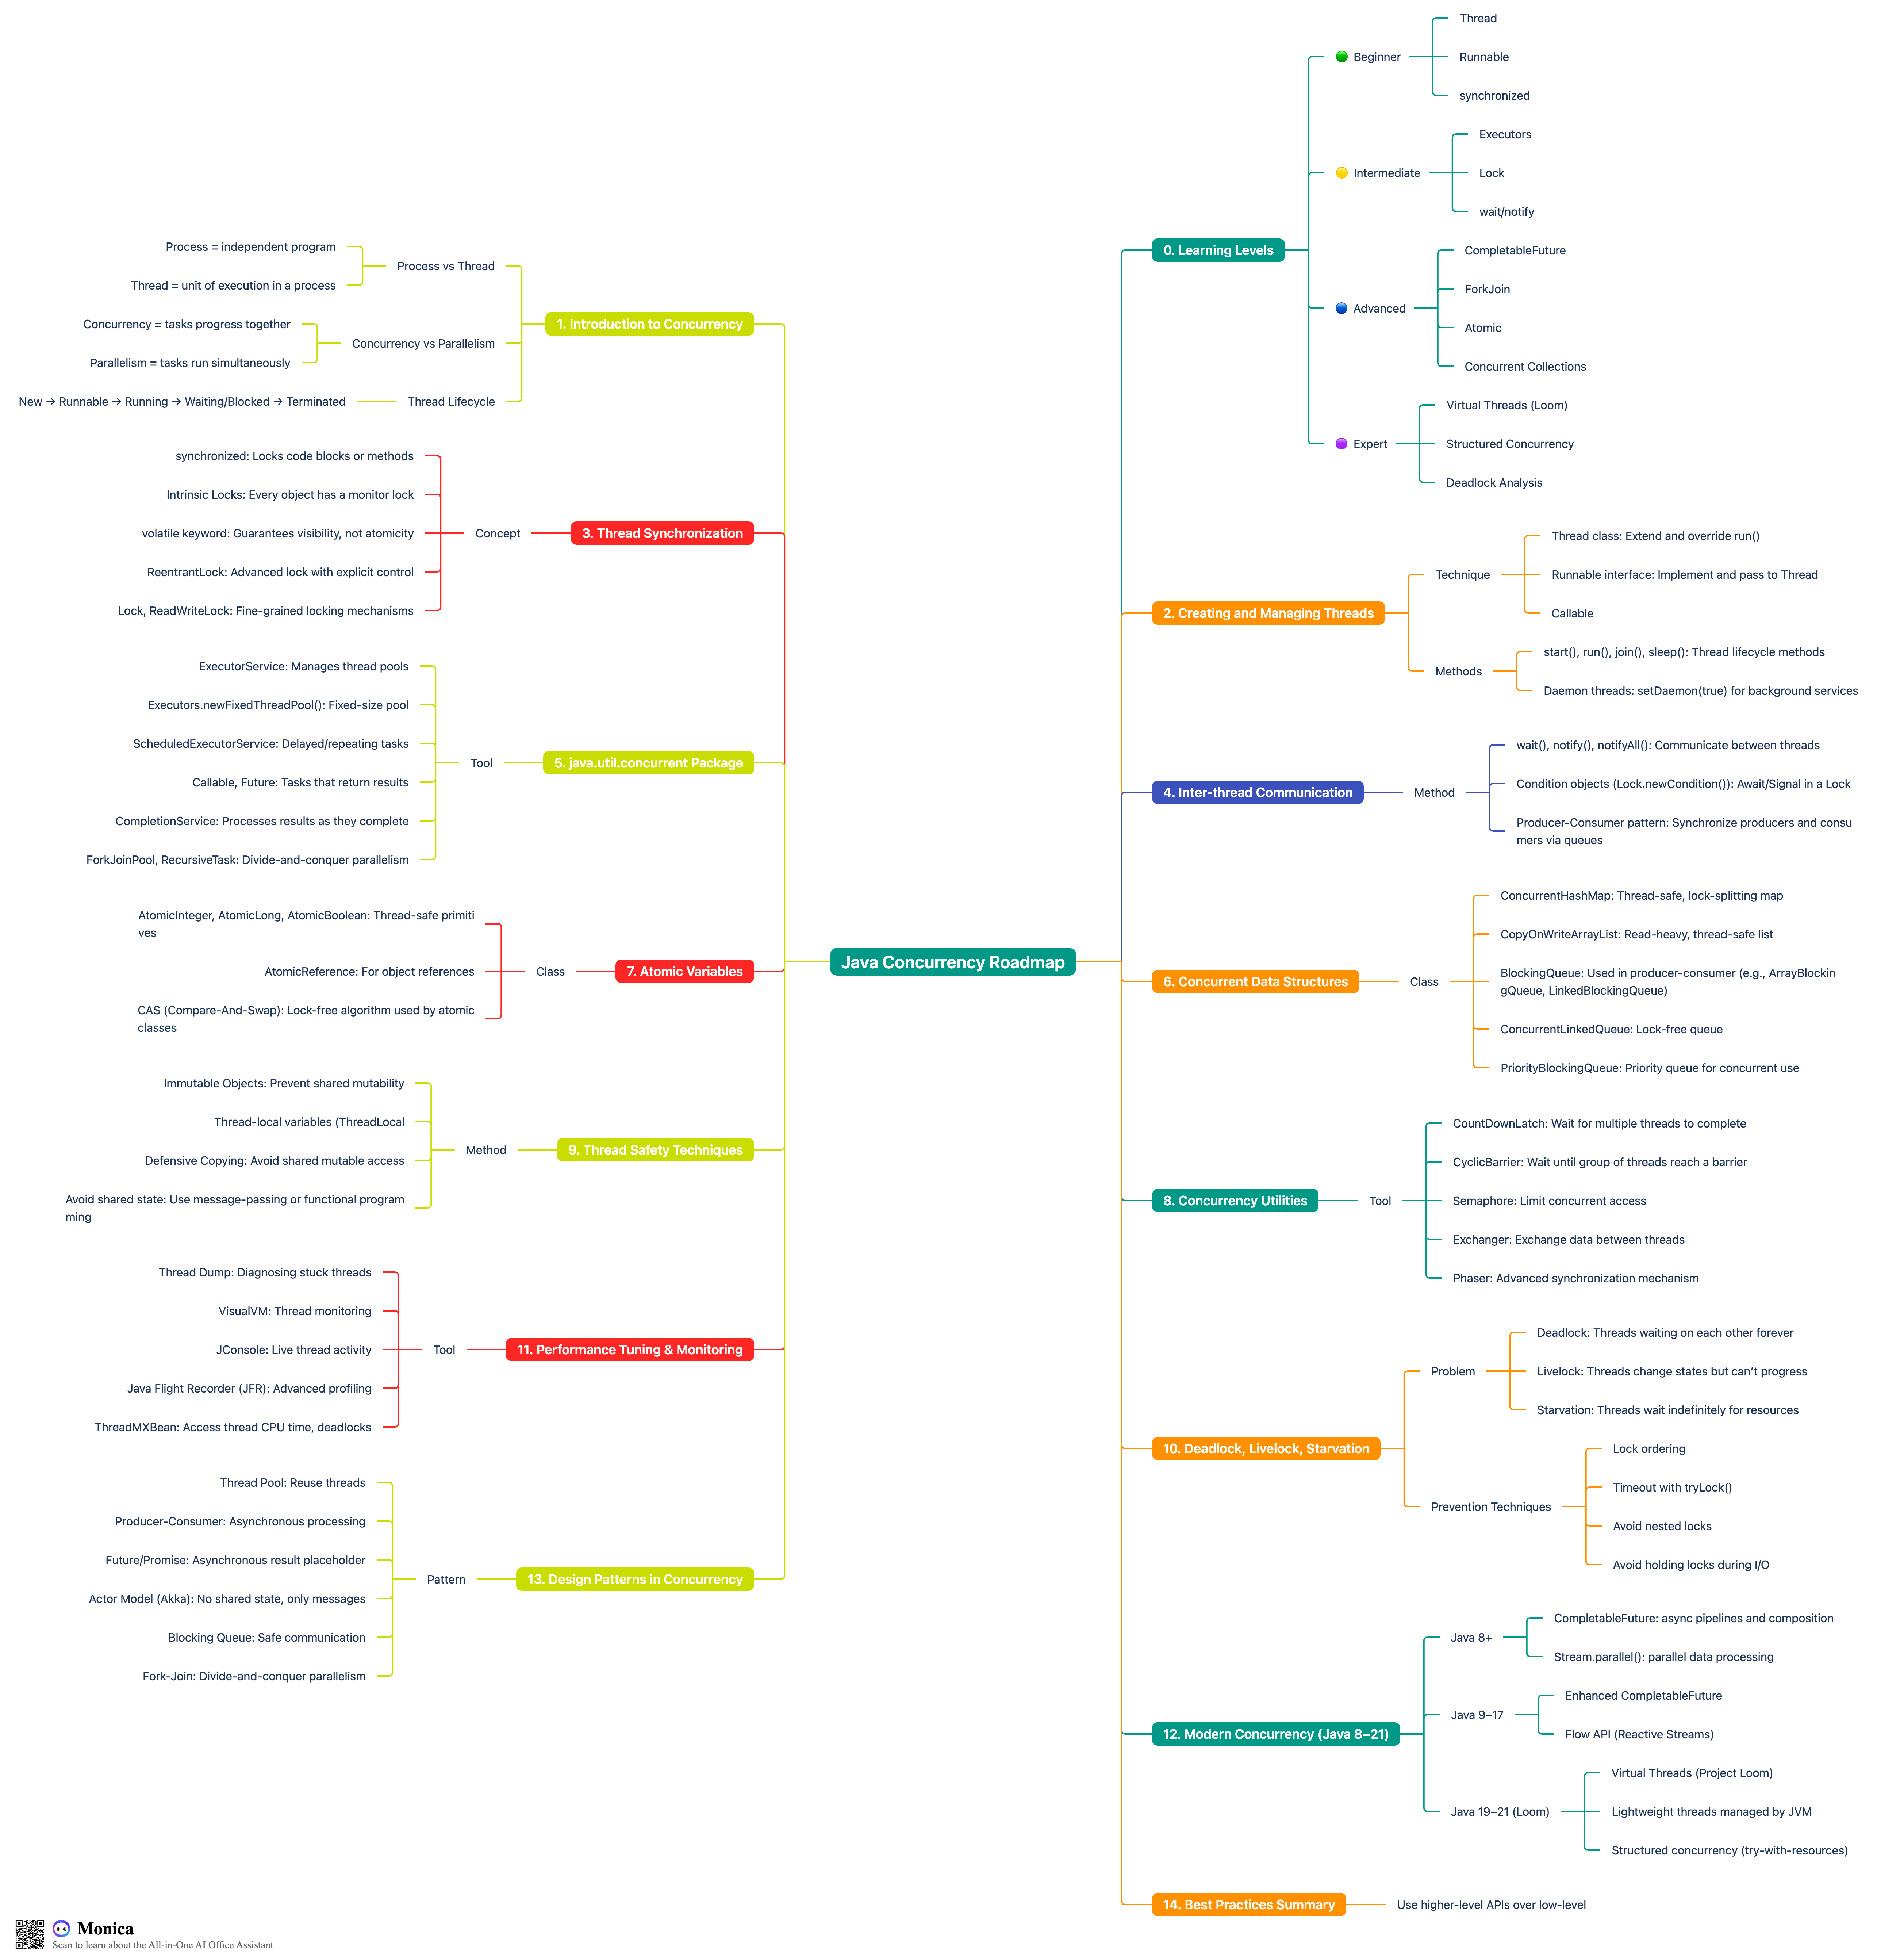 Java Concurrency Roadmap
0. Learning Levels
Beginner
Thread
Runnable
synchronized
Intermediate
Executors
Lock
wait/notify
Advanced
CompletableFuture
ForkJoin
Atomic
Concurrent Collections
Expert
Virtual Threads (Loom)
Structured Concurrency
Deadlock Analysis
1. Introduction to Concurrency
Process vs Thread
Process = independent program
Thread = unit of execution in a process
Concurrency vs Parallelism
Concurrency = tasks progress together
Parallelism = tasks run simultaneously
Thread Lifecycle
New → Runnable → Running → Waiting/Blocked → Terminated
2. Creating and Managing Threads
Technique
Thread class: Extend and override run()
Runnable interface: Implement and pass to Thread
Callable
Methods
start(), run(), join(), sleep(): Thread lifecycle methods
Daemon threads: setDaemon(true) for background services
3. Thread Synchronization
Concept
synchronized: Locks code blocks or methods
Intrinsic Locks: Every object has a monitor lock
volatile keyword: Guarantees visibility, not atomicity
ReentrantLock: Advanced lock with explicit control
Lock, ReadWriteLock: Fine-grained locking mechanisms
4. Inter-thread Communication
Method
wait(), notify(), notifyAll(): Communicate between threads
Condition objects (Lock.newCondition()): Await/Signal in a Lock
Producer-Consumer pattern: Synchronize producers and consu
mers via queues
5. java.util.concurrent Package
Tool
ExecutorService: Manages thread pools
Executors.newFixedThreadPool(): Fixed-size pool
ScheduledExecutorService: Delayed/repeating tasks
Callable, Future: Tasks that return results
CompletionService: Processes results as they complete
ForkJoinPool, RecursiveTask: Divide-and-conquer parallelism
6. Concurrent Data Structures
Class
ConcurrentHashMap: Thread-safe, lock-splitting map
CopyOnWriteArrayList: Read-heavy, thread-safe list
BlockingQueue: Used in producer-consumer (e.g., ArrayBlockin
gQueue, LinkedBlockingQueue)
ConcurrentLinkedQueue: Lock-free queue
PriorityBlockingQueue: Priority queue for concurrent use
7. Atomic Variables
Class
AtomicInteger, AtomicLong, AtomicBoolean: Thread-safe primiti
ves
AtomicReference: For object references
CAS (Compare-And-Swap): Lock-free algorithm used by atomic
classes
8. Concurrency Utilities
Tool
CountDownLatch: Wait for multiple threads to complete
CyclicBarrier: Wait until group of threads reach a barrier
Semaphore: Limit concurrent access
Exchanger: Exchange data between threads
Phaser: Advanced synchronization mechanism
9. Thread Safety Techniques
Method
Immutable Objects: Prevent shared mutability
Thread-local variables (ThreadLocal
Defensive Copying: Avoid shared mutable access
Avoid shared state: Use message-passing or functional program
ming
10. Deadlock, Livelock, Starvation
Problem
Deadlock: Threads waiting on each other forever
Livelock: Threads change states but can’t progress
Starvation: Threads wait indefinitely for resources
Prevention Techniques
Lock ordering
Timeout with tryLock()
Avoid nested locks
Avoid holding locks during I/O
11. Performance Tuning & Monitoring
Tool
Thread Dump: Diagnosing stuck threads
VisualVM: Thread monitoring
JConsole: Live thread activity
Java Flight Recorder (JFR): Advanced profiling
ThreadMXBean: Access thread CPU time, deadlocks
12. Modern Concurrency (Java 8–21)
Java 8+
CompletableFuture: async pipelines and composition
Stream.parallel(): parallel data processing
Java 9–17
Enhanced CompletableFuture
Flow API (Reactive Streams)
Java 19–21 (Loom)
Virtual Threads (Project Loom)
Lightweight threads managed by JVM
Structured concurrency (try-with-resources)
13. Design Patterns in Concurrency
Pattern
Thread Pool: Reuse threads
Producer-Consumer: Asynchronous processing
Future/Promise: Asynchronous result placeholder
Actor Model (Akka): No shared state, only messages
Blocking Queue: Safe communication
Fork-Join: Divide-and-conquer parallelism
14. Best Practices Summary
Use higher-level APIs over low-level
Monica
Scan to learn about the All-in-One AI Office Assistant